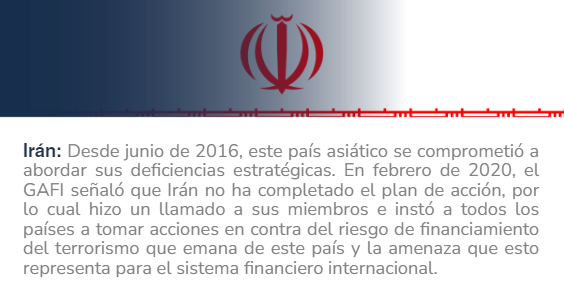 Irán: Desde junio de 2016, este país asiático se comprometió a
abordar sus deficiencias estratégicas. En febrero de 2020, el
GAFI señaló que Irán no ha completado el plan de acción, por
lo cual hizo un llamado a sus miembros e instó a todos los
países a tomar acciones en contra del riesgo de financiamiento
del terrorismo que emana de este país y la amenaza que esto
representa para el sistema financiero internacional.